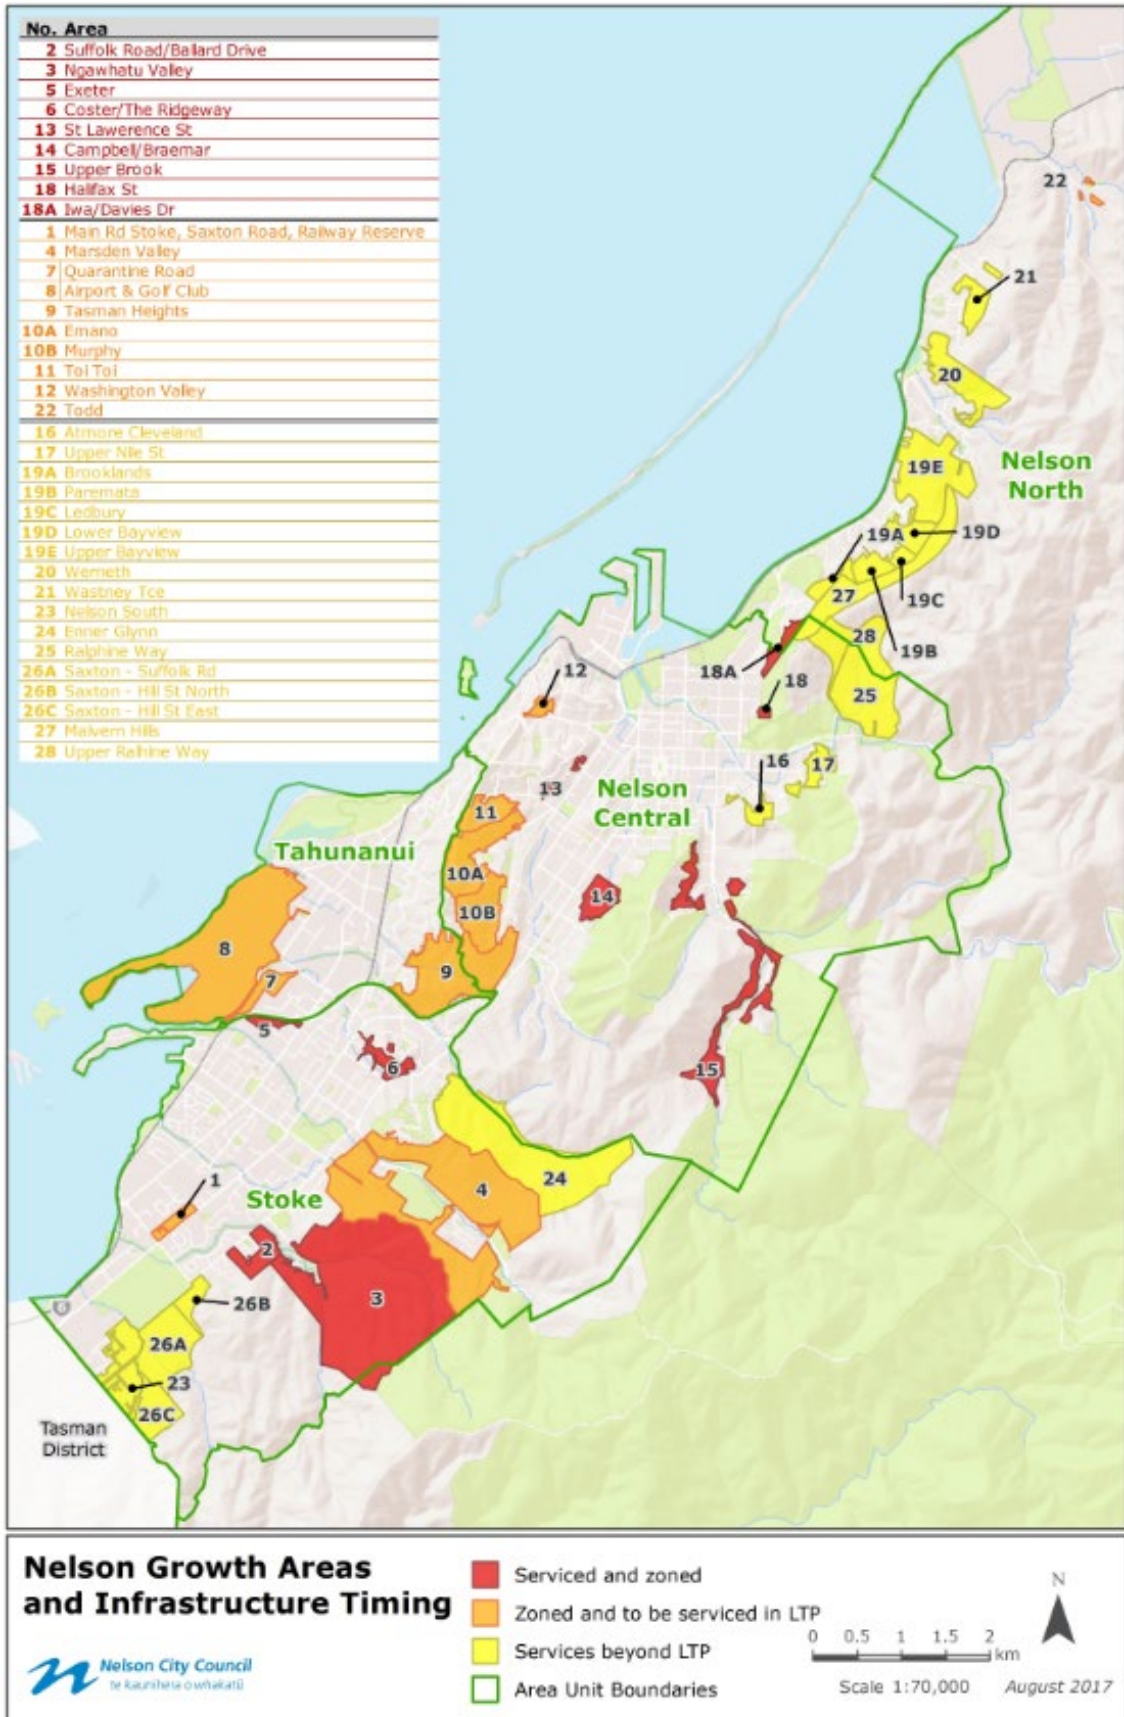 No. Area
2 Suffolk Road/Ballard Drive
3 Ngawhatu Valley
5 Exeter
6 Coster/The Ridgeway
13 St Lawerence St
14 Campbell/Braemar
15 Upper Brook
18 Halifax St
18A Iwa/Davies Dr
1 Main Rd Stoke, Saxton Road, Railway Reserve
4 Marsden Valley
7 Quarantine Road
8 Airport & Golf Club
9 Tasman Heights
10A Emano
10B Murphy
11 Toi Toi
12 Washington Valley
22 Todd
16 Atmore Cleveland
17 Upper Nile St
19A Brooklands
19B Paremata
19C Ledbury
19D Lower Bayview
19E Upper Bayview
20 Werneth
21 Wastney Tce
23 Nelson South
24 Enner Glynn
25 Ralphine Way
26A Saxton - Suffolk Rd
26B Saxton - Hill St North
26C Saxton - Hill St East
27 Malvern Hills
28 Upper Ralhine Way
22
21
20
19E
Nelson
North
19A
19D
27
19C
28
19B
18A
12
18
25
16
17
13
Nelson
Central
11
Tahunanui
10A
14
10B
8
9
7
5
6
15
24
4
1
Stoke
2
3
26B
6
26A
23
26C
Tasman
District
Nelson Growth Areas
and Infrastructure Timing
Nelson City Council
te kaunihera o whakatū
Serviced and zoned
Zoned and to be serviced in LTP
Services beyond LTP
Area Unit Boundaries
N
0 0.5 1 1.5 2
km
Scale 1:70,000
August 2017